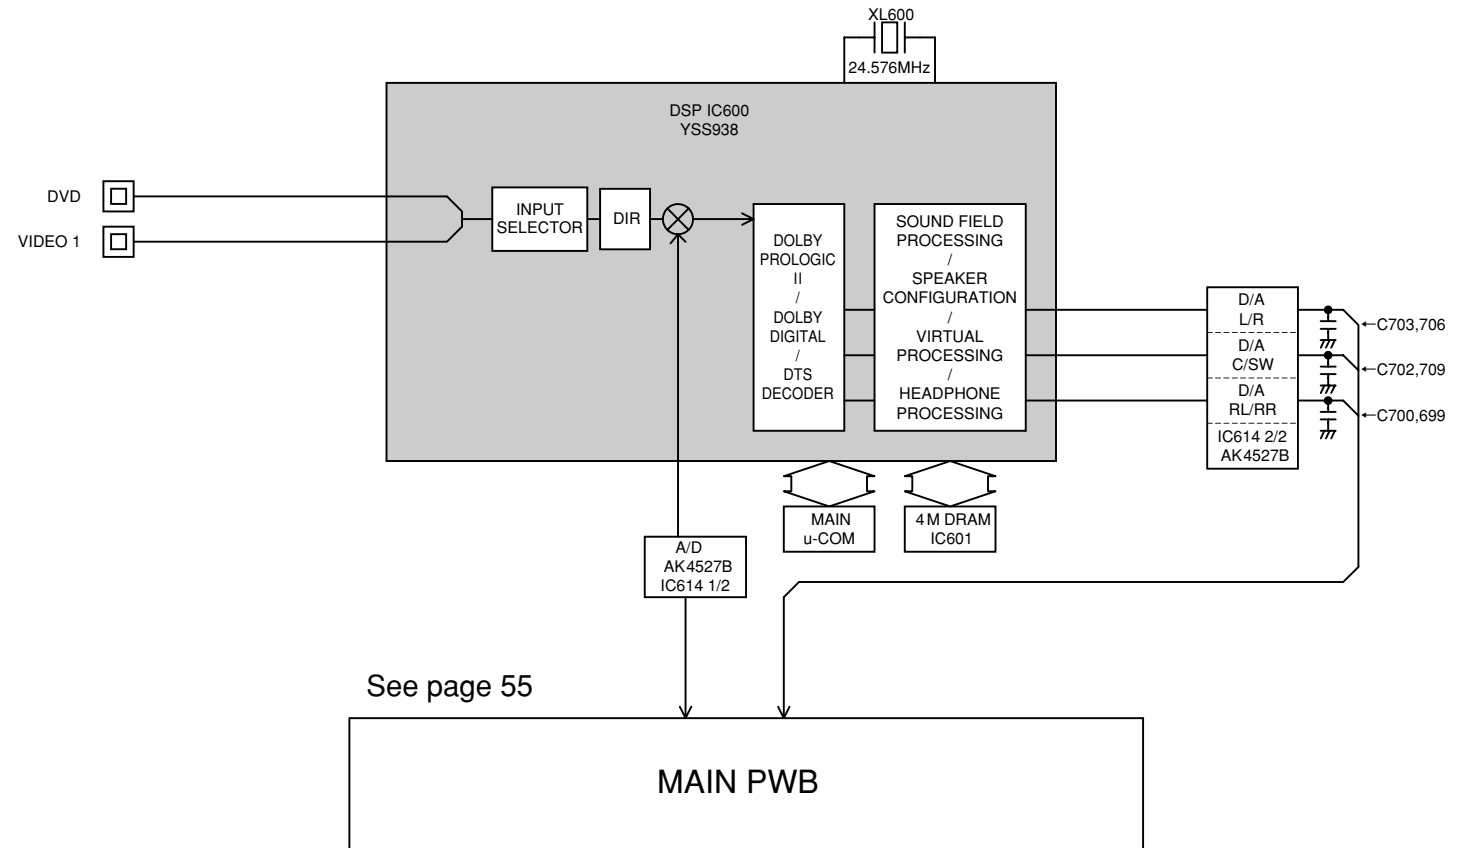 XL600
24.576MHz
DSP IC600
YSS938
DVD
VIDEO 1
INPUT
SELECTOR
DIR
DOLBY
PROLOGIC
II
/
DOLBY
DIGITAL
/
DTS
DECODER
SOUND FIELD
PROCESSING
/
SPEAKER
CONFIGURATION
/
VIRTUAL
PROCESSING
/
HEADPHONE
PROCESSING
D/A
L/R
D/A
C/SW
D/A
RL/RR
IC614 2/2
AK4527B
C703,706
C702,709
C700,699
MAIN
u-COM
4M DRAM
IC601
A/D
AK4527B
IC614 1/2
See page 55
MAIN PWB